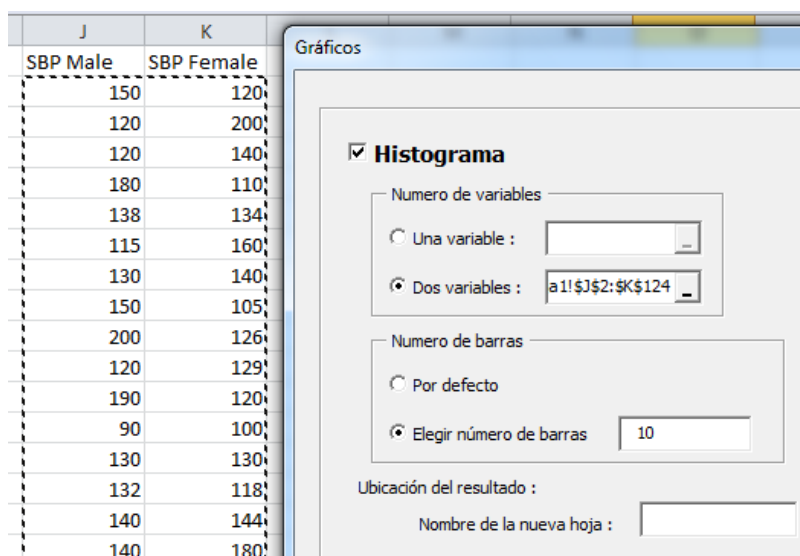 J K
SBP Male SBP Female
150 120
120 200
120 140
180 110
138 134
115 160
130 140
150 105
200 126
120 129
190 120
90 100
130 130
132 118
140 144
140 180
Gráficos
Histograma
Numero de variables
Una variable :
Dos variables : a1!$J$2:$K$124
Numero de barras
Por defecto
Elegir número de barras 10
Ubicación del resultado :
Nombre de la nueva hoja :